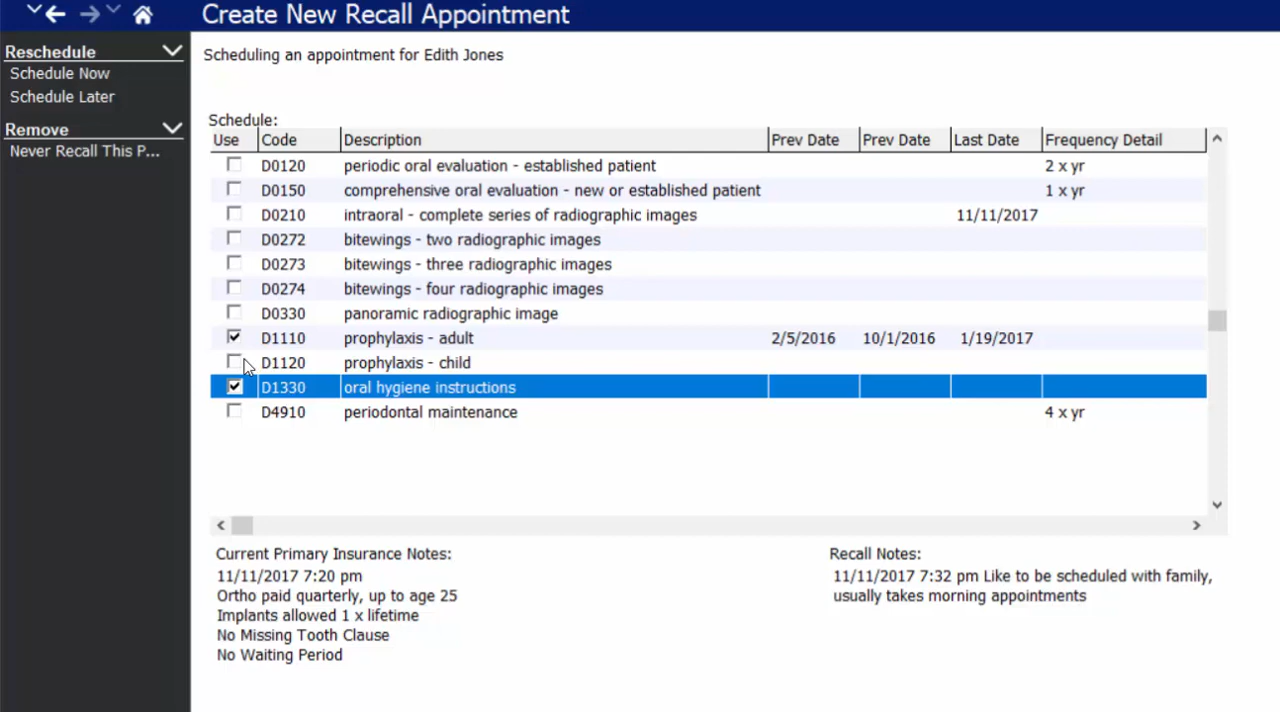 Create New Recall Appointment
Reschedule
Schedule Now
Schedule Later
Remove
Never Recall This P...
Scheduling an appointment for Edith Jones
Schedule:
Use Code Description Prev Date Prev Date Last Date Frequency Detail
D0120 periodic oral evaluation - established patient 2 x yr
D0150 comprehensive oral evaluation - new or established patient 1 x yr
D0210 intraoral - complete series of radiographic images 11/11/2017
D0272 bitewings - two radiographic images
D0273 bitewings - three radiographic images
D0274 bitewings - four radiographic images
D0330 panoramic radiographic image
D1110 prophylaxis - adult 2/5/2016 10/1/2016 1/19/2017
D1120 prophylaxis - child
D1330 oral hygiene instructions
D4910 periodontal maintenance 4 x yr
Current Primary Insurance Notes:
11/11/2017 7:20 pm
Ortho paid quarterly, up to age 25
Implants allowed 1 x lifetime
No Missing Tooth Clause
No Waiting Period
Recall Notes:
11/11/2017 7:32 pm Like to be scheduled with family,
usually takes morning appointments